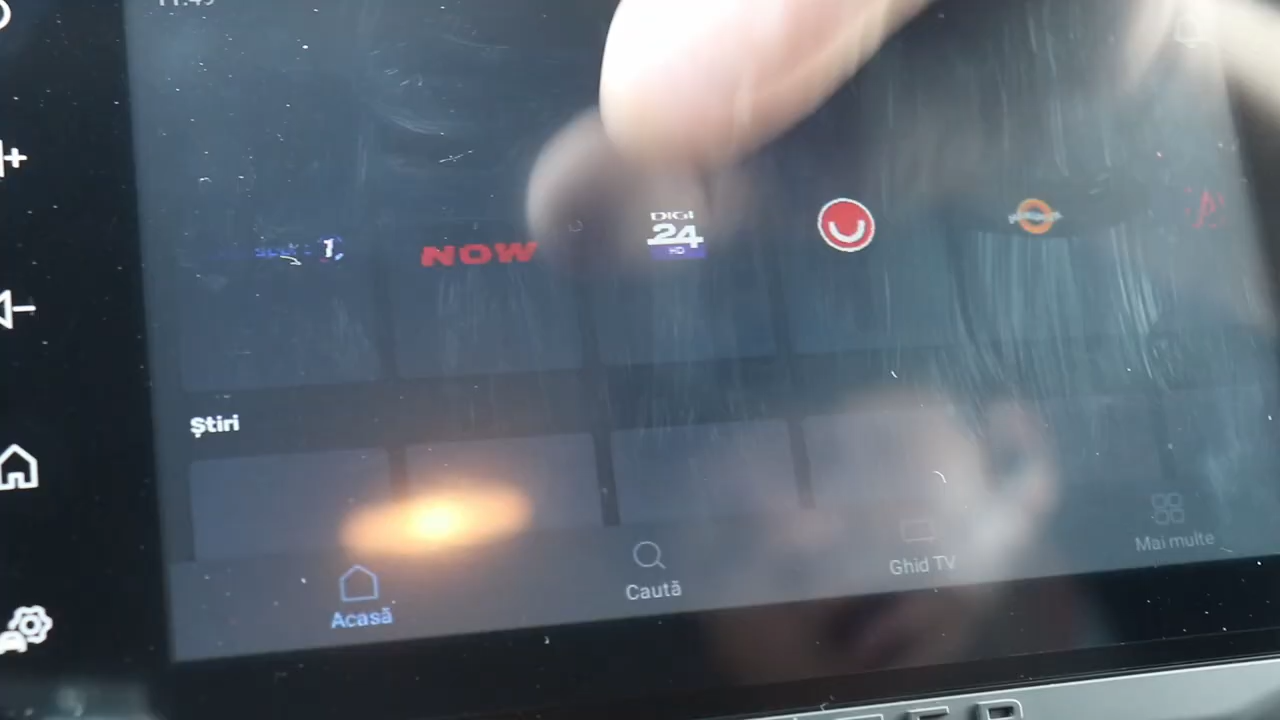 NOW
DIGI
24
HD
Știri
Acasă
Caută
Ghid TV
Mai multe